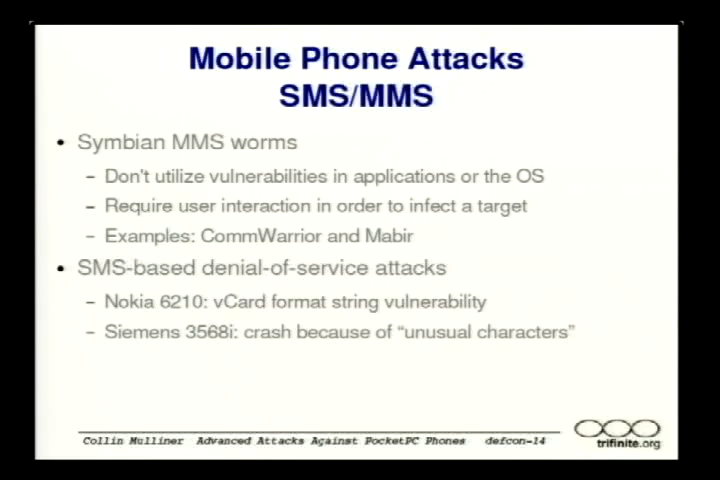 Mobile Phone Attacks
SMS/MMS
• Symbian MMS worms
– Don't utilize vulnerabilities in applications or the OS
– Require user interaction in order to infect a target
– Examples: CommWarrior and Mabir
• SMS-based denial-of-service attacks
– Nokia 6210: vCard format string vulnerability
– Siemens 3568i: crash because of “unusual characters”
Collin Mulliner Advanced Attacks Against PocketPC Phones defcon-14
trifinite.org